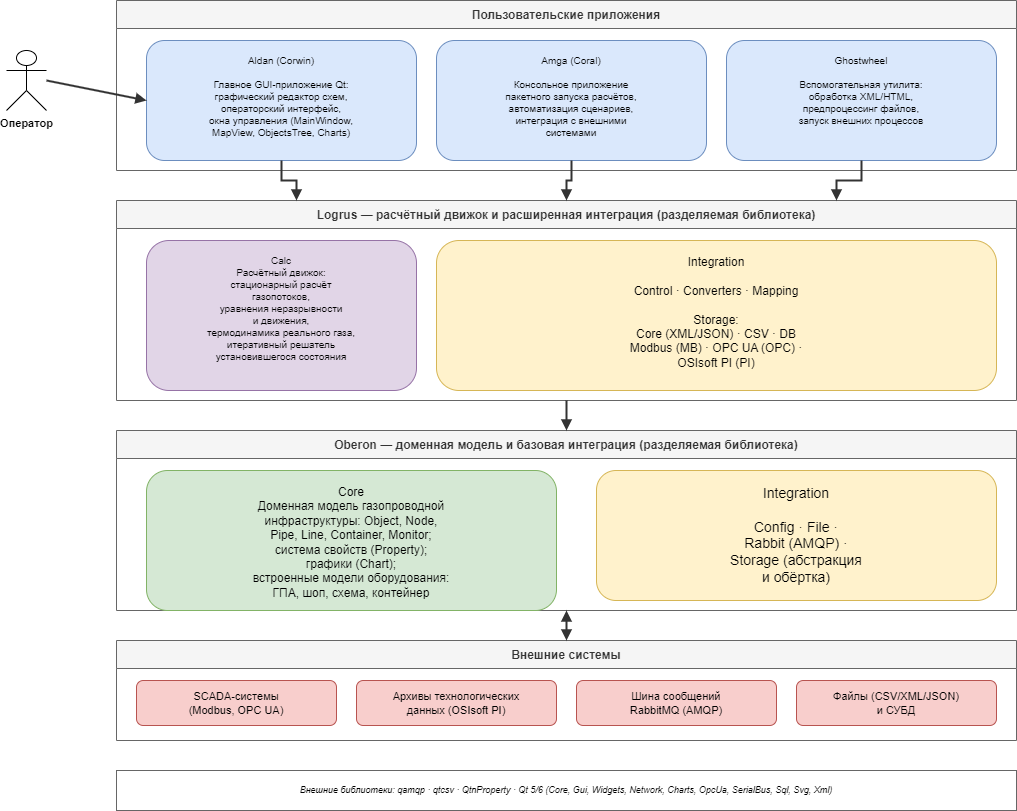 Пользовательские приложения
Оператор
Aldan (Corwin)
Главное GUI-приложение Qt:
графический редактор схем,
операторский интерфейс,
окна управления (MainWindow,
MapView, ObjectsTree, Charts)
Amga (Coral)
Консольное приложение
пакетного запуска расчётов,
автоматизация сценариев,
интеграция с внешними
системами
Ghostwheel
Вспомогательная утилита:
обработка XML/HTML,
предпроцессинг файлов,
запуск внешних процессов
Logrus — расчётный движок и расширенная интеграция (разделяемая библиотека)
Calc
Расчётный движок:
стационарный расчёт
газопотоков,
уравнения неразрывности
и движения,
термодинамика реального газа,
итеративный решатель
установившегося состояния
Integration
Control · Converters · Mapping
Storage:
Core (XML/JSON) · CSV · DB
Modbus (MB) · OPC UA (OPC) ·
OSIsoft PI (PI)
Oberon — доменная модель и базовая интеграция (разделяемая библиотека)
Core
Доменная модель газопроводной
инфраструктуры: Object, Node,
Pipe, Line, Container, Monitor;
система свойств (Property);
графики (Chart);
встроенные модели оборудования:
ГПА, шоп, схема, контейнер
Integration
Config · File ·
Rabbit (AMQP) ·
Storage (абстракция
и обёртка)
Внешние системы
SCADA-системы
(Modbus, OPC UA)
Архивы технологических
данных (OSIsoft PI)
Шина сообщений
RabbitMQ (AMQP)
Файлы (CSV/XML/JSON)
и СУБД
Внешние библиотеки: qamqp · qtcsv · QtnProperty · Qt 5/6 (Core, Gui, Widgets, Network, Charts, OpcUa, SerialBus, Sql, Svg, Xml)